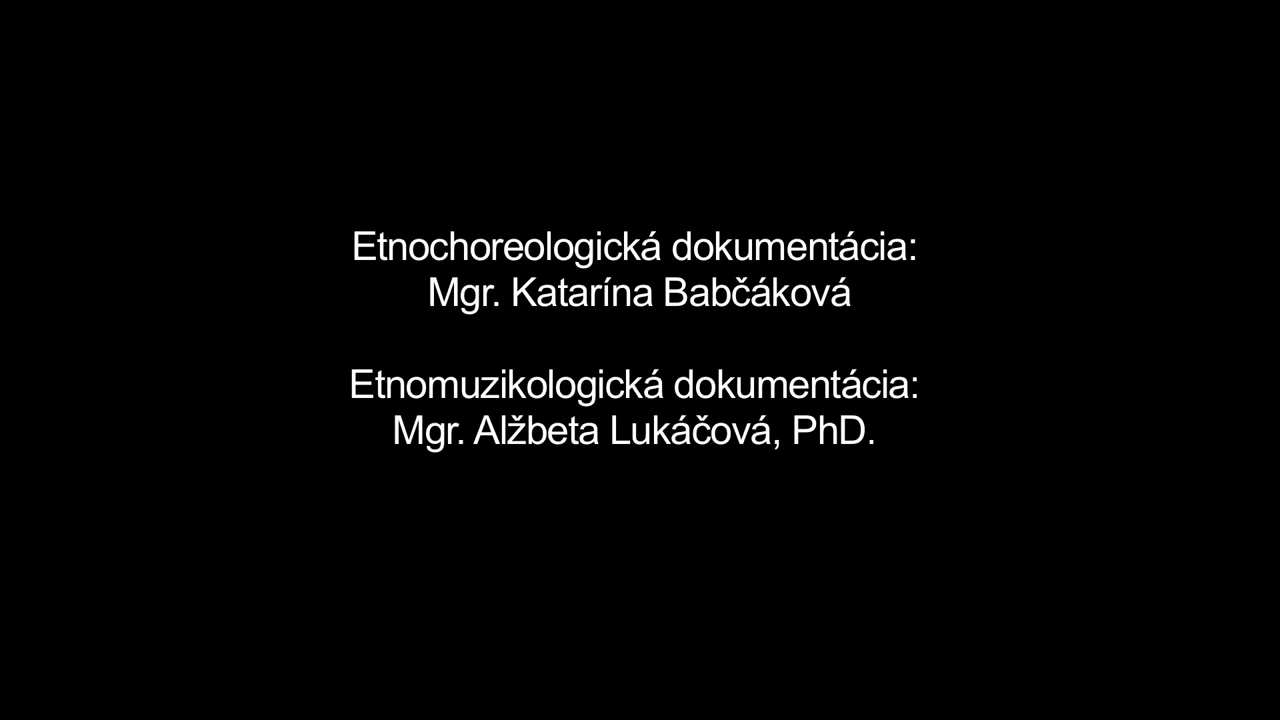 Etnochoreologická dokumentácia:
Mgr. Katarína Babčáková
Etnomuzikologická dokumentácia:
Mgr. Alžbeta Lukáčová, PhD.